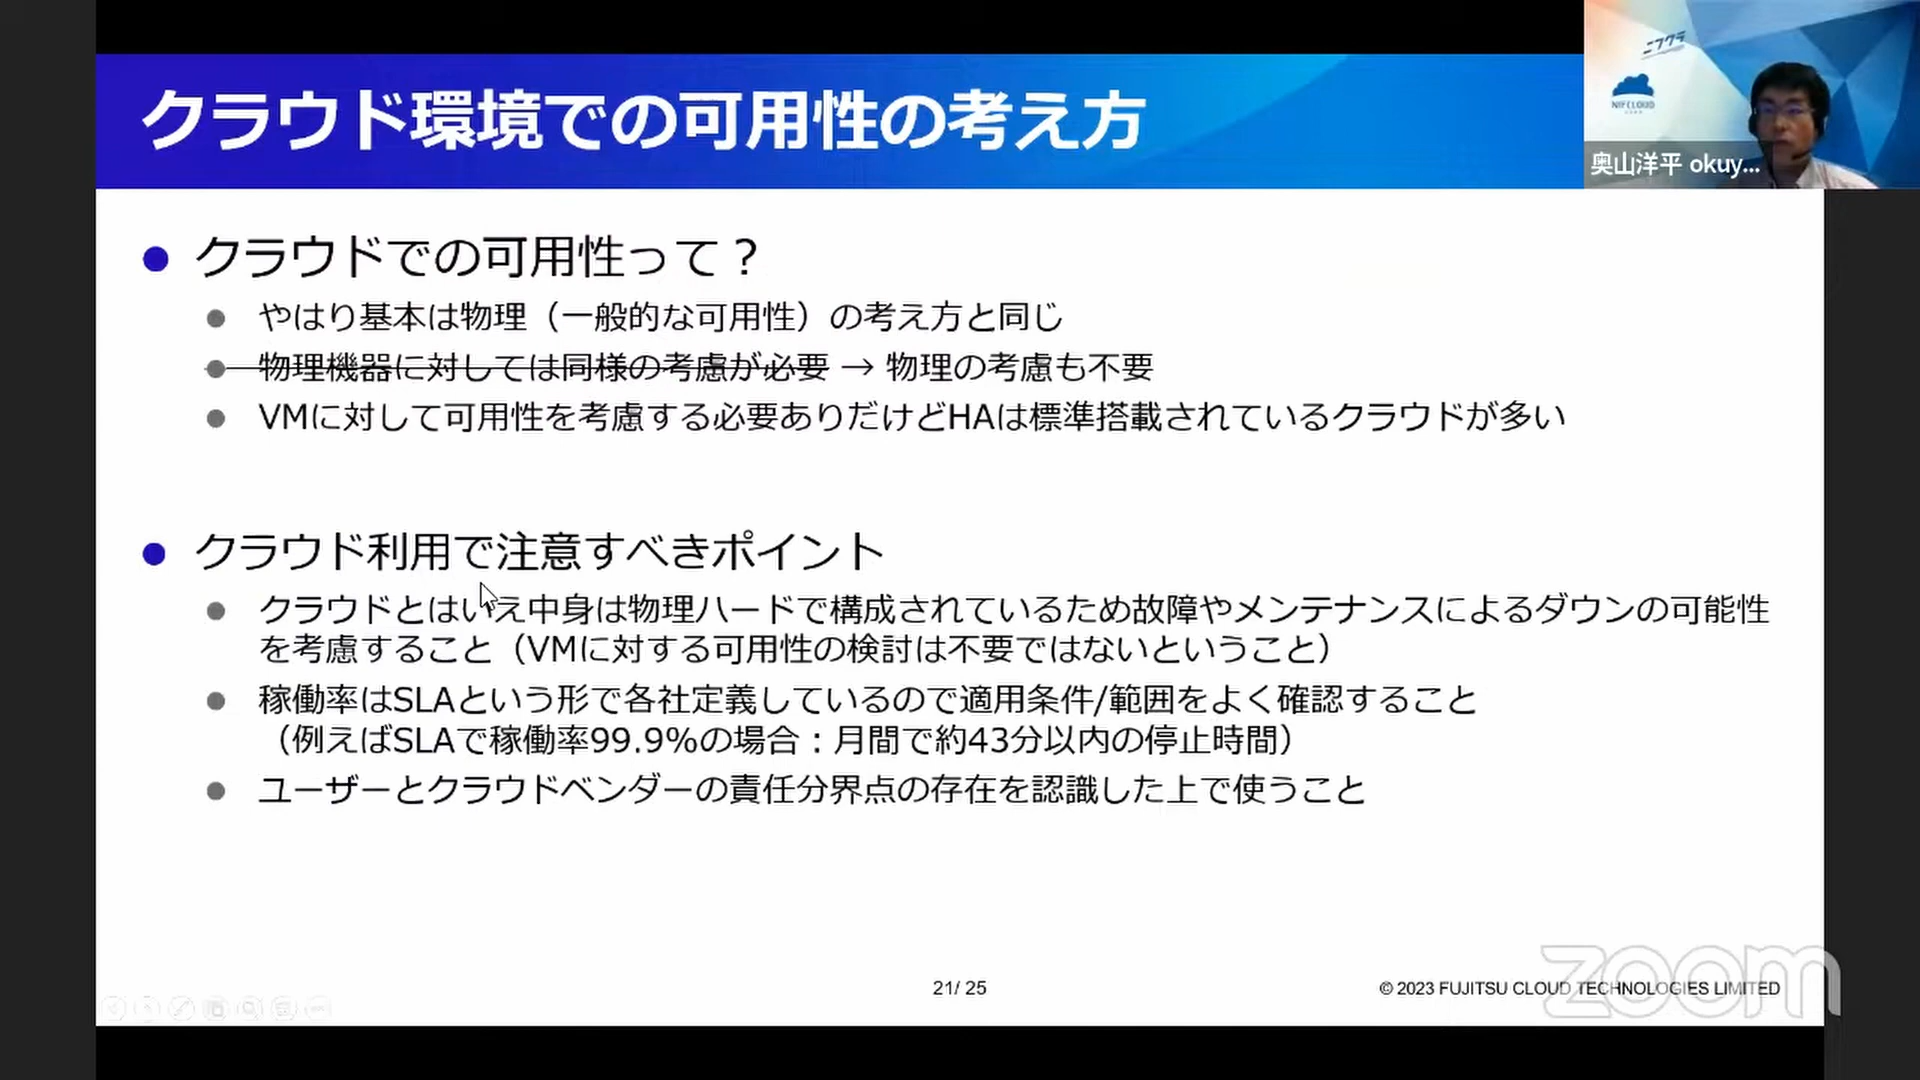 クラウド環境での可用性の考え方
ニフクラ
NIFCLOUD
奥山洋平 okuy...
クラウドでの可用性って？
やはり基本は物理（一般的な可用性）の考え方と同じ
物理機器に対しては同様の考慮が必要 → 物理の考慮も不要
VMに対して可用性を考慮する必要ありだけどHAは標準搭載されているクラウドが多い
クラウド利用で注意すべきポイント
クラウドとはいえ中身は物理ハードで構成されているため故障やメンテナンスによるダウンの可能性
を考慮すること（VMに対する可用性の検討は不要ではないということ）
稼働率はSLAという形で各社定義しているので適用条件/範囲をよく確認すること
（例えばSLAで稼働率99.9%の場合：月間で約43分以内の停止時間）
ユーザーとクラウドベンダーの責任分界点の存在を認識した上で使うこと
21/ 25
© 2023 FUJITSU CLOUD TECHNOLOGIES LIMITED
zoom